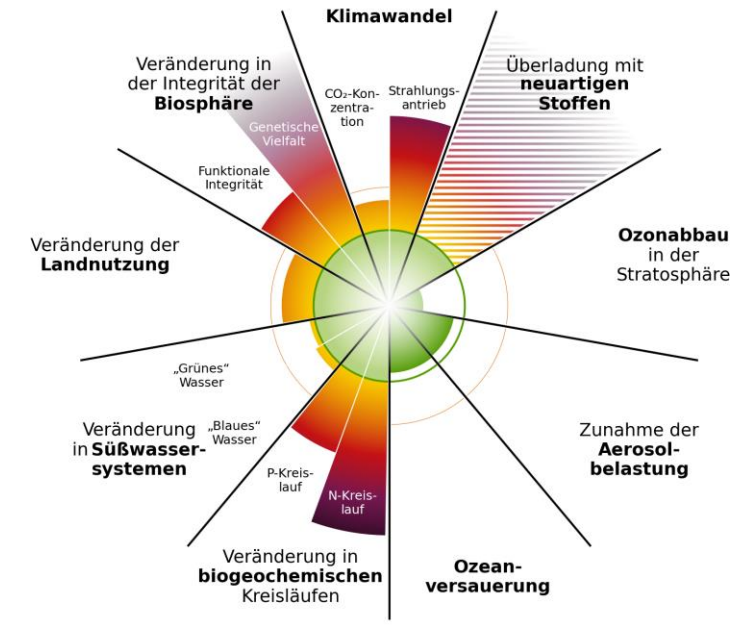 Klimawandel
CO₂-Kon-
zentra-
tion
Strahlungs-
antrieb
Überladung mit
neuartigen
Stoffen
Ozonabbau
in der
Stratosphäre
Zunahme der
Aerosol-
belastung
Ozean-
versauerung
Veränderung in
biogeochemischen
Kreisläufen
P-Kreis-
lauf
N-Kreis-
lauf
Veränderung
in Süßwasser-
systemen
„Grünes“
Wasser
„Blaues“
Wasser
Veränderung der
Landnutzung
Veränderung in
der Integrität der
Biosphäre
Funktionale
Integrität
Genetische
Vielfalt